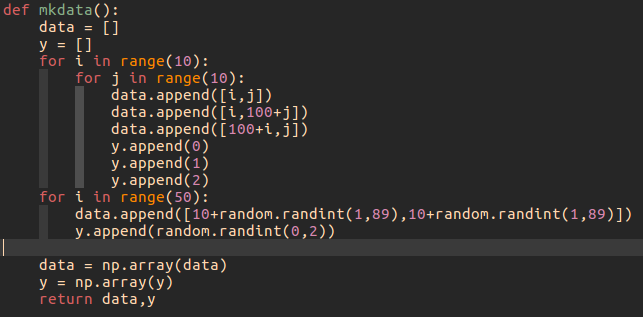 def mkdata():
    data = []
    y = []
    for i in range(10):
        for j in range(10):
            data.append([i,j])
            data.append([i,100+j])
            data.append([100+i,j])
            y.append(0)
            y.append(1)
            y.append(2)
    for i in range(50):
        data.append([10+random.randint(1,89),10+random.randint(1,89)])
        y.append(random.randint(0,2))

    data = np.array(data)
    y = np.array(y)
    return data,y